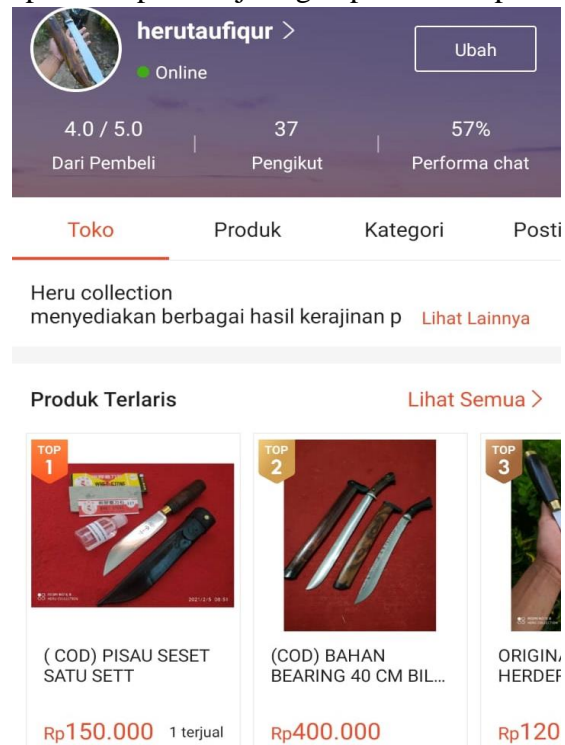 herutaufiqur >
Ubah
Online
4.0 / 5.0
37
57%
Dari Pembeli
Pengikut
Performa chat
Toko
Produk
Kategori
Posti
Heru collection
menyediakan berbagai hasil kerajinan p
Lihat Lainnya
Produk Terlaris
Lihat Semua >
TOP
1
TOP
2
TOP
3
( COD) PISAU SESET
SATU SETT
(COD) BAHAN
BEARING 40 CM BIL...
ORIGINA
HERDER
Rp150.000
1 terjual
Rp400.000
Rp120